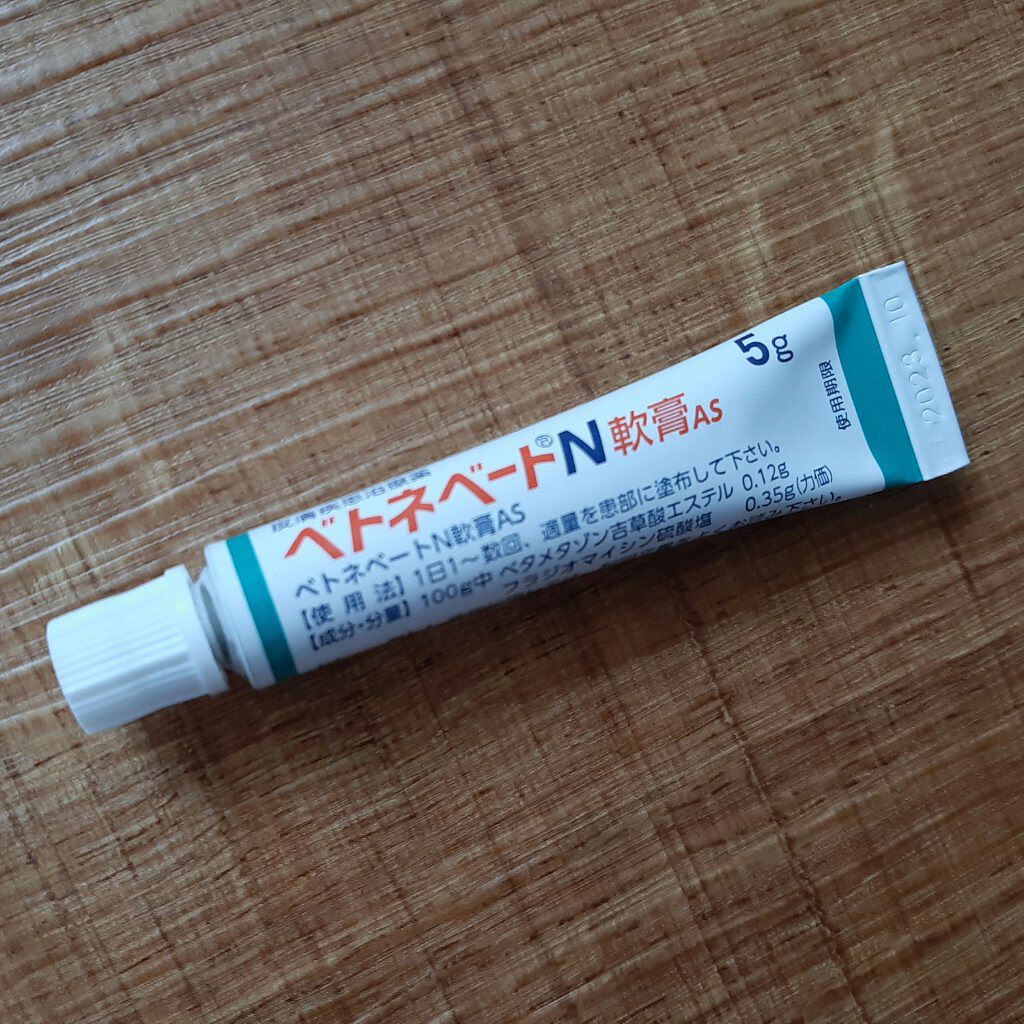 皮膚疾患治療薬
ベトネベート®N軟膏AS
5g
ベトネベートN軟膏AS
【使用法】1日1～数回、適量を患部に塗布して下さい。
【成分・分量】100g中 ベタメタゾン吉草酸エステル 0.12g
フラジオマイシン硫酸塩 0.35g(力価)
使用期限
2023.10